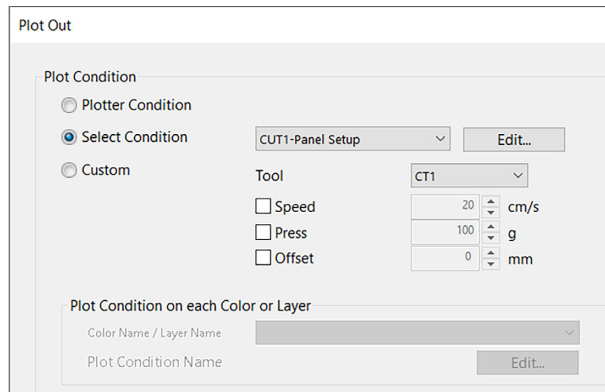 Plot Out
Plot Condition
Plotter Condition
Select Condition CUT1-Panel Setup Edit...
Custom Tool CT1
Speed 20 cm/s
Press 100 g
Offset 0 mm
Plot Condition on each Color or Layer
Color Name / Layer Name
Plot Condition Name Edit...